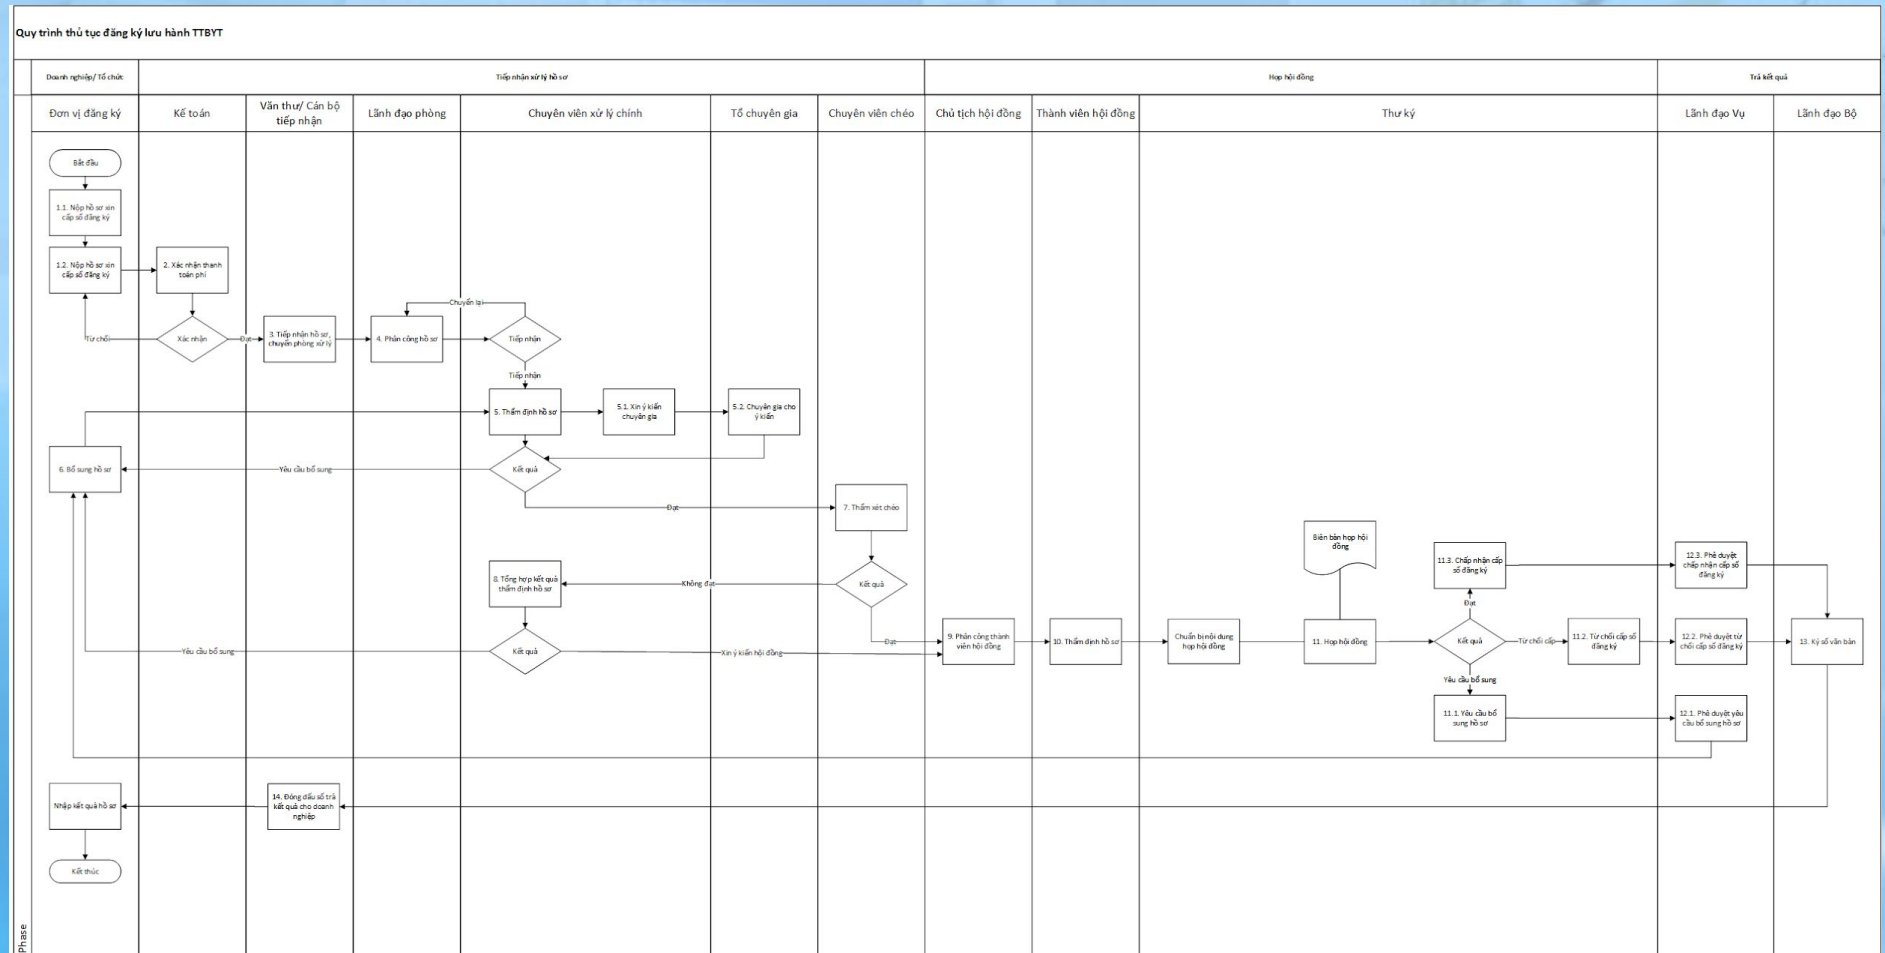 Quy trình thủ tục đăng ký lưu hành TTBYT
Doanh nghiệp/ Tổ chức
Tiếp nhận xử lý hồ sơ
Họp hội đồng
Trả kết quả
Đơn vị đăng ký
Kế toán
Văn thư/ Cán bộ
tiếp nhận
Lãnh đạo phòng
Chuyên viên xử lý chính
Tổ chuyên gia
Chuyên viên chéo
Chủ tịch hội đồng
Thành viên hội đồng
Thư ký
Lãnh đạo Vụ
Lãnh đạo Bộ
Bắt đầu
1.1. Nộp hồ sơ xin
cấp số đăng ký
1.2. Nộp hồ sơ xin
cấp số đăng ký
2. Xác nhận thanh
toán phí
Chuyển lại
Từ chối
Xác nhận
Đạt
3. Tiếp nhận hồ sơ,
chuyển phòng xử lý
4. Phân công hồ sơ
Tiếp nhận
Tiếp nhận
5. Thẩm định hồ sơ
5.1. Xin ý kiến
chuyên gia
5.2. Chuyên gia cho
ý kiến
6. Bổ sung hồ sơ
Yêu cầu bổ sung
Kết quả
Đạt
7. Thẩm xét chéo
Biên bản họp hội
đồng
11.3. Chấp nhận cấp
số đăng ký
12.3. Phê duyệt
chấp nhận cấp số
đăng ký
8. Tổng hợp kết quả
thẩm định hồ sơ
Không đạt
Kết quả
Đạt
Đạt
9. Phân công thành
viên hội đồng
10. Thẩm định hồ sơ
Chuẩn bị nội dung
họp hội đồng
11. Họp hội đồng
Kết quả
Từ chối cấp
11.2. Từ chối cấp số
đăng ký
12.2. Phê duyệt từ
chối cấp số đăng ký
13. Ký số văn bản
Yêu cầu bổ sung
Kết quả
Xin ý kiến hội đồng
Yêu cầu bổ sung
11.1. Yêu cầu bổ
sung hồ sơ
12.1. Phê duyệt yêu
cầu bổ sung hồ sơ
Nhập kết quả hồ sơ
14. Đóng dấu số trả
kết quả cho doanh
nghiệp
Kết thúc
Phase